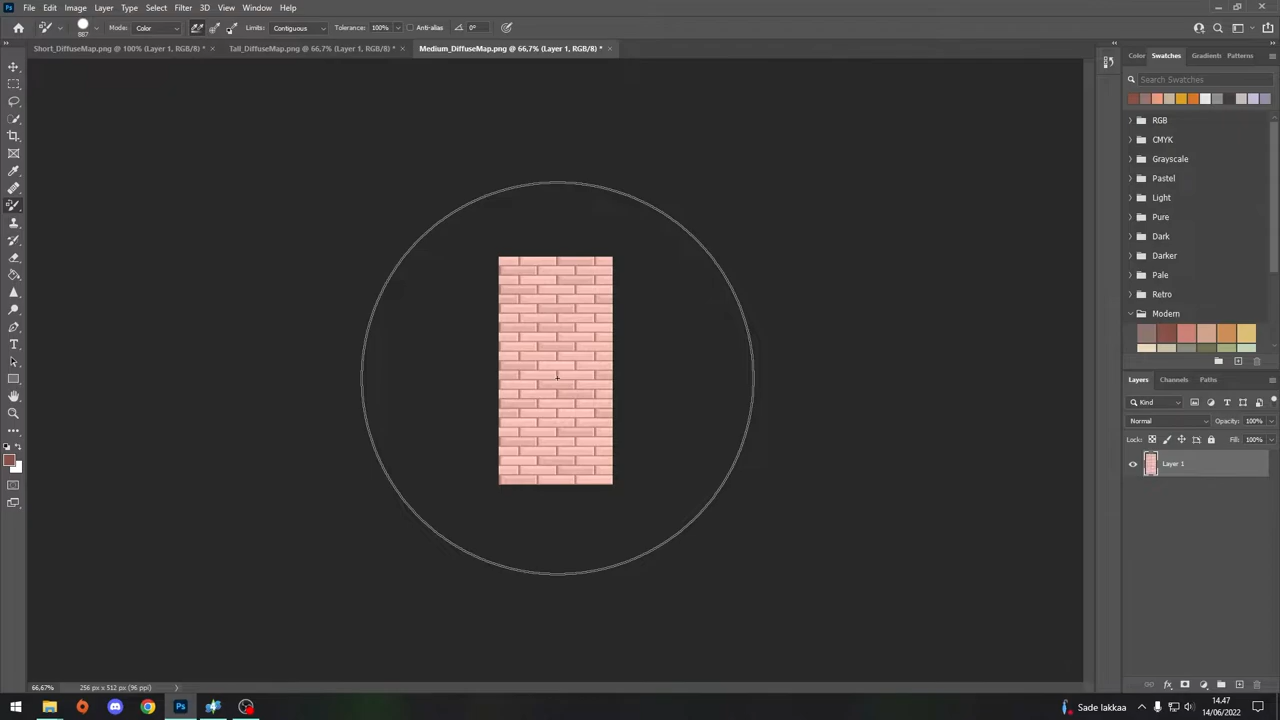 File Edit Image Layer Type Select Filter 3D View Window Help
887 Mode: Color Limits: Contiguous Tolerance: 100% Anti-alias 0°
Short_DiffuseMap.png @ 100% (Layer 1, RGB/8) * × Tall_DiffuseMap.png @ 66,7% (Layer 1, RGB/8) * × Medium_DiffuseMap.png @ 66,7% (Layer 1, RGB/8) * ×
Color Swatches Gradients Patterns
Search Swatches
RGB
CMYK
Grayscale
Pastel
Light
Pure
Dark
Darker
Pale
Retro
Modern
Layers Channels Paths
Kind
Normal Opacity: 100%
Lock: Fill: 100%
Layer 1
66,67% 256 px x 512 px (96 ppi)
Ps Sade lakkaa 14.47
14/06/2022